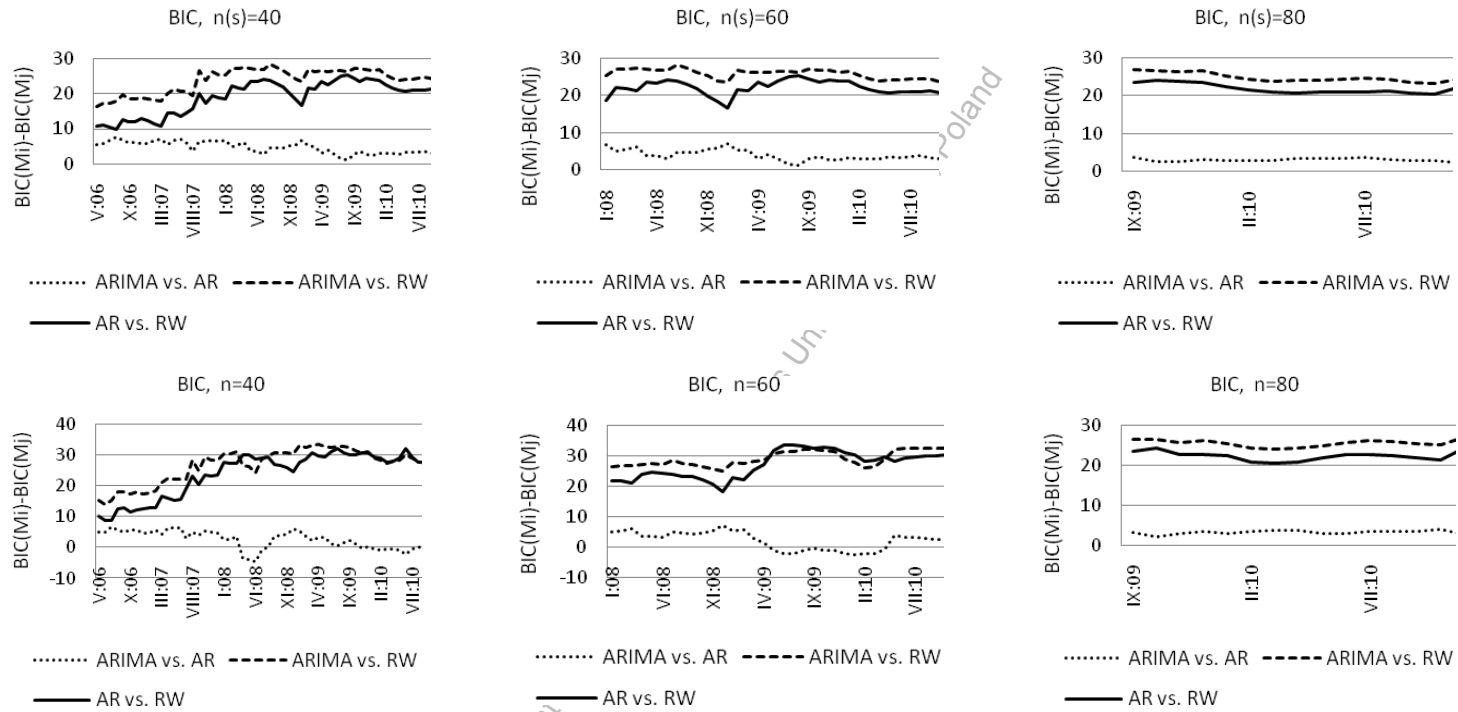 BIC, n(s)=40
BIC(Mi)-BIC(Mj)
30
20
10
0
V:06
X:06
III:07
VIII:07
I:08
VI:08
XI:08
IV:09
IX:09
II:10
VII:10
ARIMA vs. AR
ARIMA vs. RW
AR vs. RW
BIC, n(s)=60
BIC(Mi)-BIC(Mj)
30
20
10
0
I:08
VI:08
XI:08
IV:09
IX:09
II:10
VII:10
ARIMA vs. AR
ARIMA vs. RW
AR vs. RW
BIC, n(s)=80
BIC(Mi)-BIC(Mj)
30
20
10
0
IX:09
II:10
VII:10
ARIMA vs. AR
ARIMA vs. RW
AR vs. RW
BIC, n=40
BIC(Mi)-BIC(Mj)
40
30
20
10
0
-10
V:06
X:06
III:07
VIII:07
I:08
VI:08
XI:08
IV:09
IX:09
II:10
VII:10
ARIMA vs. AR
ARIMA vs. RW
AR vs. RW
BIC, n=60
BIC(Mi)-BIC(Mj)
40
30
20
10
0
-10
I:08
VI:08
XI:08
IV:09
IX:09
II:10
VII:10
ARIMA vs. AR
ARIMA vs. RW
AR vs. RW
BIC, n=80
BIC(Mi)-BIC(Mj)
30
20
10
0
IX:09
II:10
VII:10
ARIMA vs. AR
ARIMA vs. RW
AR vs. RW
Poland